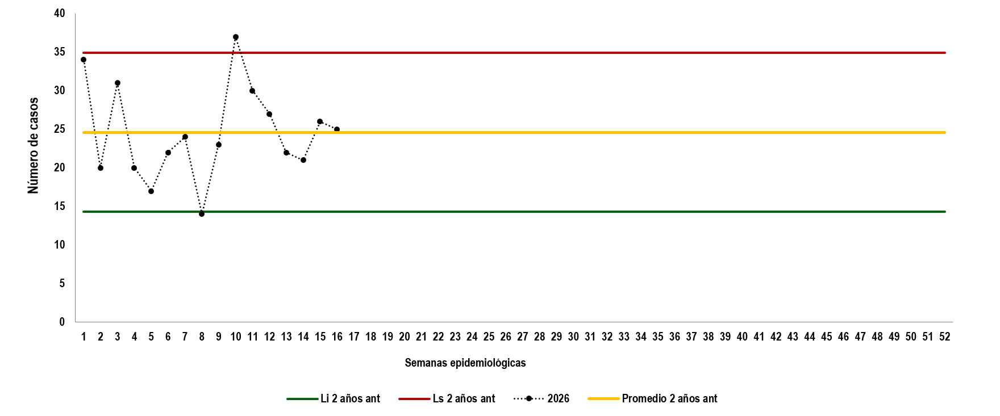 40
35
30
25
20
15
10
5
0
Número de casos
1 2 3 4 5 6 7 8 9 10 11 12 13 14 15 16 17 18 19 20 21 22 23 24 25 26 27 28 29 30 31 32 33 34 35 36 37 38 39 40 41 42 43 44 45 46 47 48 49 50 51 52
Semanas epidemiológicas
Li 2 años ant Ls 2 años ant 2026 Promedio 2 años ant